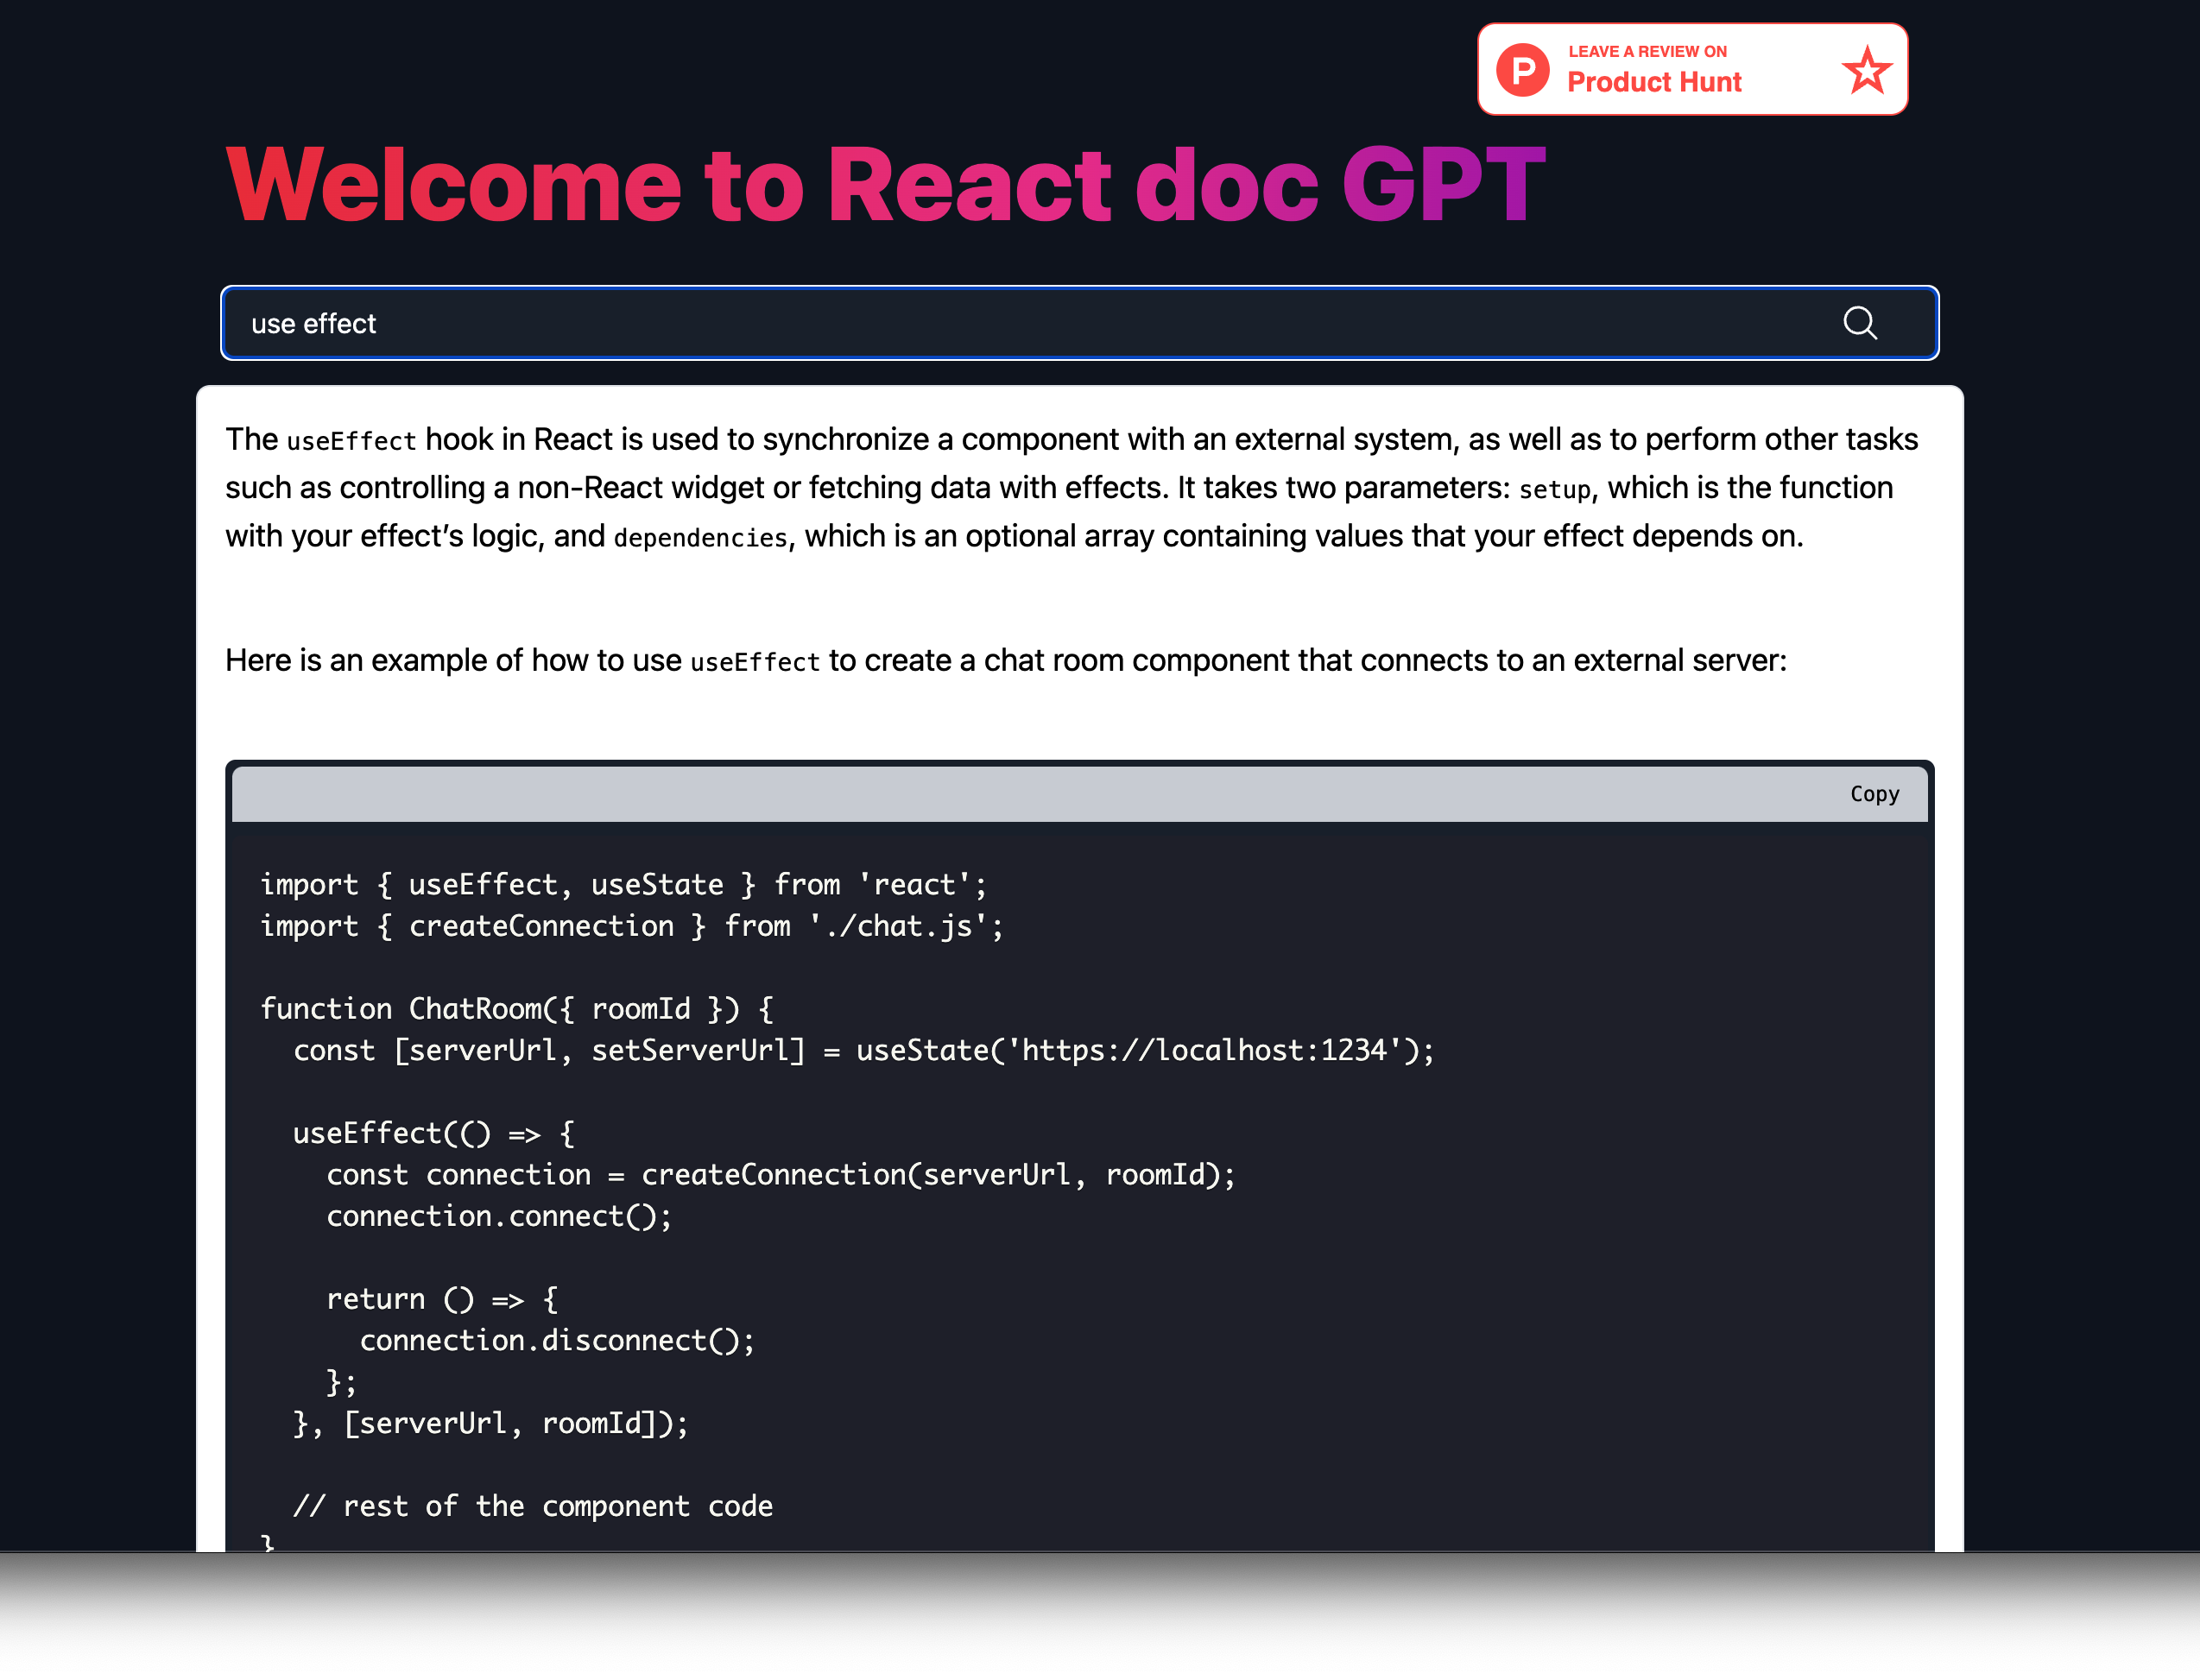 LEAVE A REVIEW ON
Product Hunt
Welcome to React doc GPT
use effect
The useEffect hook in React is used to synchronize a component with an external system, as well as to perform other tasks
such as controlling a non-React widget or fetching data with effects. It takes two parameters: setup, which is the function
with your effect’s logic, and dependencies, which is an optional array containing values that your effect depends on.
Here is an example of how to use useEffect to create a chat room component that connects to an external server:
Copy
import { useEffect, useState } from 'react';
import { createConnection } from './chat.js';
function ChatRoom({ roomId }) {
  const [serverUrl, setServerUrl] = useState('https://localhost:1234');
  useEffect(() => {
    const connection = createConnection(serverUrl, roomId);
    connection.connect();
    return () => {
      connection.disconnect();
    };
  }, [serverUrl, roomId]);
  // rest of the component code
}